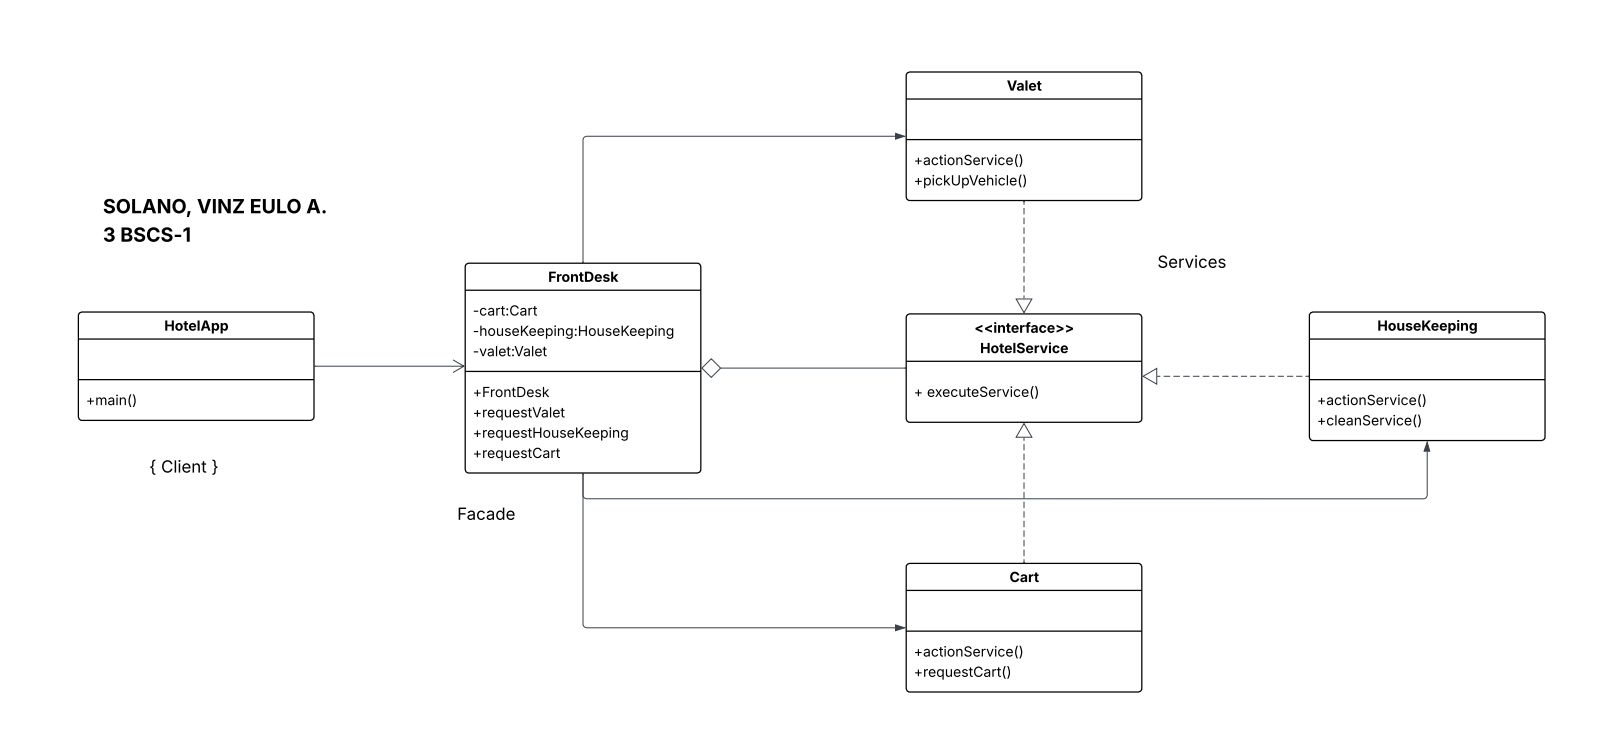 SOLANO, VINZ EULO A.
3 BSCS-1
HotelApp
+main()
{ Client }
FrontDesk
-cart:Cart
-houseKeeping:HouseKeeping
-valet:Valet
+FrontDesk
+requestValet
+requestHouseKeeping
+requestCart
Facade
Valet
+actionService()
+pickUpVehicle()
Services
<<interface>>
HotelService
+ executeService()
HouseKeeping
+actionService()
+cleanService()
Cart
+actionService()
+requestCart()